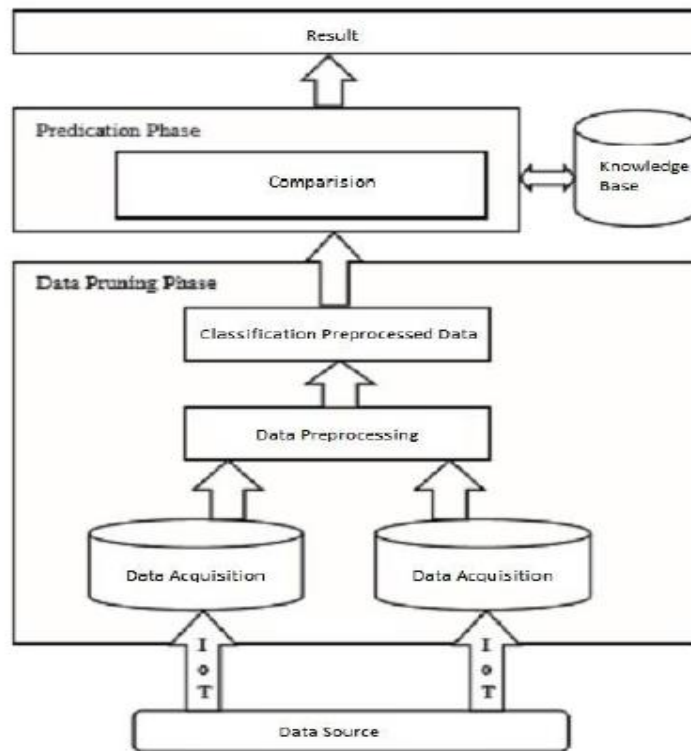 Result
Predication Phase
Comparision
Knowledge
Base
Data Pruning Phase
Classification Preprocessed Data
Data Preprocessing
Data Acquisition
Data Acquisition
I
o
T
I
o
T
Data Source